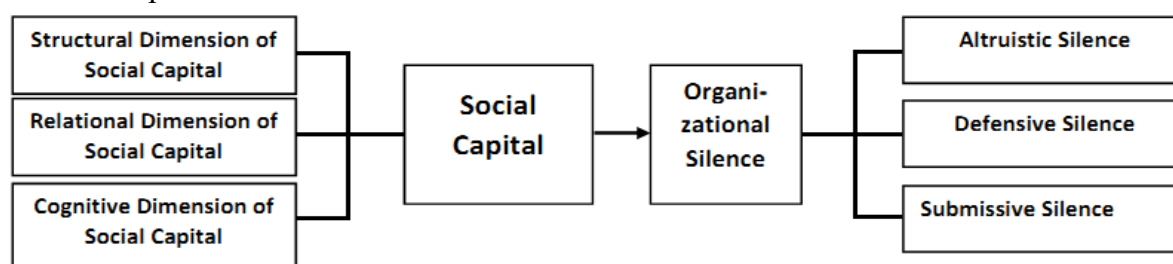 Structural Dimension of
Social Capital
Relational Dimension of
Social Capital
Cognitive Dimension of
Social Capital
Social
Capital
Organi-
zational
Silence
Altruistic Silence
Defensive Silence
Submissive Silence